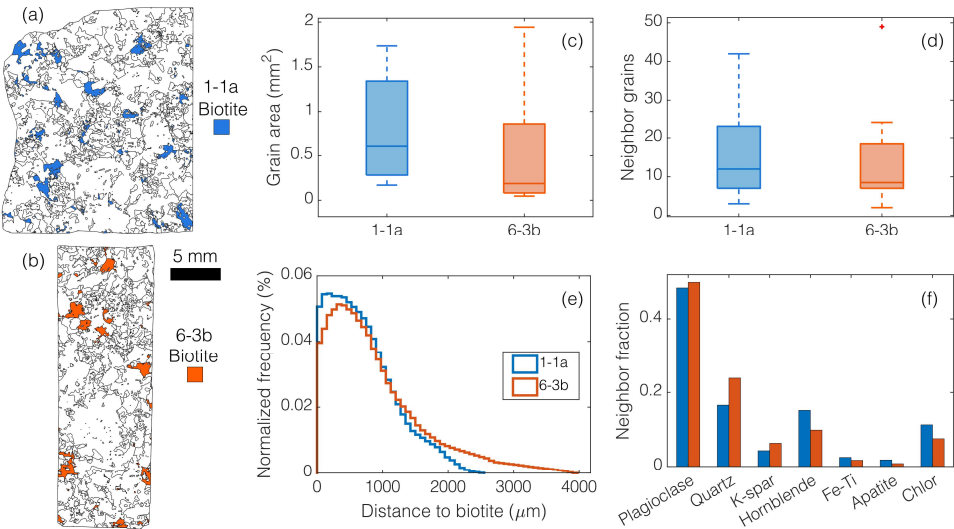 (a)
1-1a
Biotite
(b)
5 mm
6-3b
Biotite
(c)
Grain area (mm²)
2
1.5
1
0.5
0
1-1a
6-3b
(d)
Neighbor grains
50
40
30
20
10
0
1-1a
6-3b
(e)
Normalized frecuency (%)
0.06
0.04
0.02
0
1-1a
6-3b
0
1000
2000
3000
4000
Distance to biotite (μm)
(f)
Neighbor fraction
0.4
0.2
0
Plagioclase
Quartz
K-spar
Hornblende
Fe-Ti
Apatite
Chlor